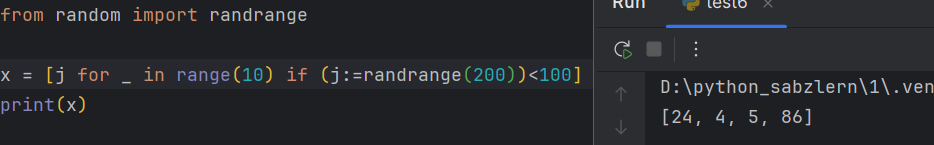 from random import randrange
x = [j for _ in range(10) if (j:=randrange(200))<100]
print(x)
Run
test6
D:\python_sabzlern\1\.ven
[24, 4, 5, 86]